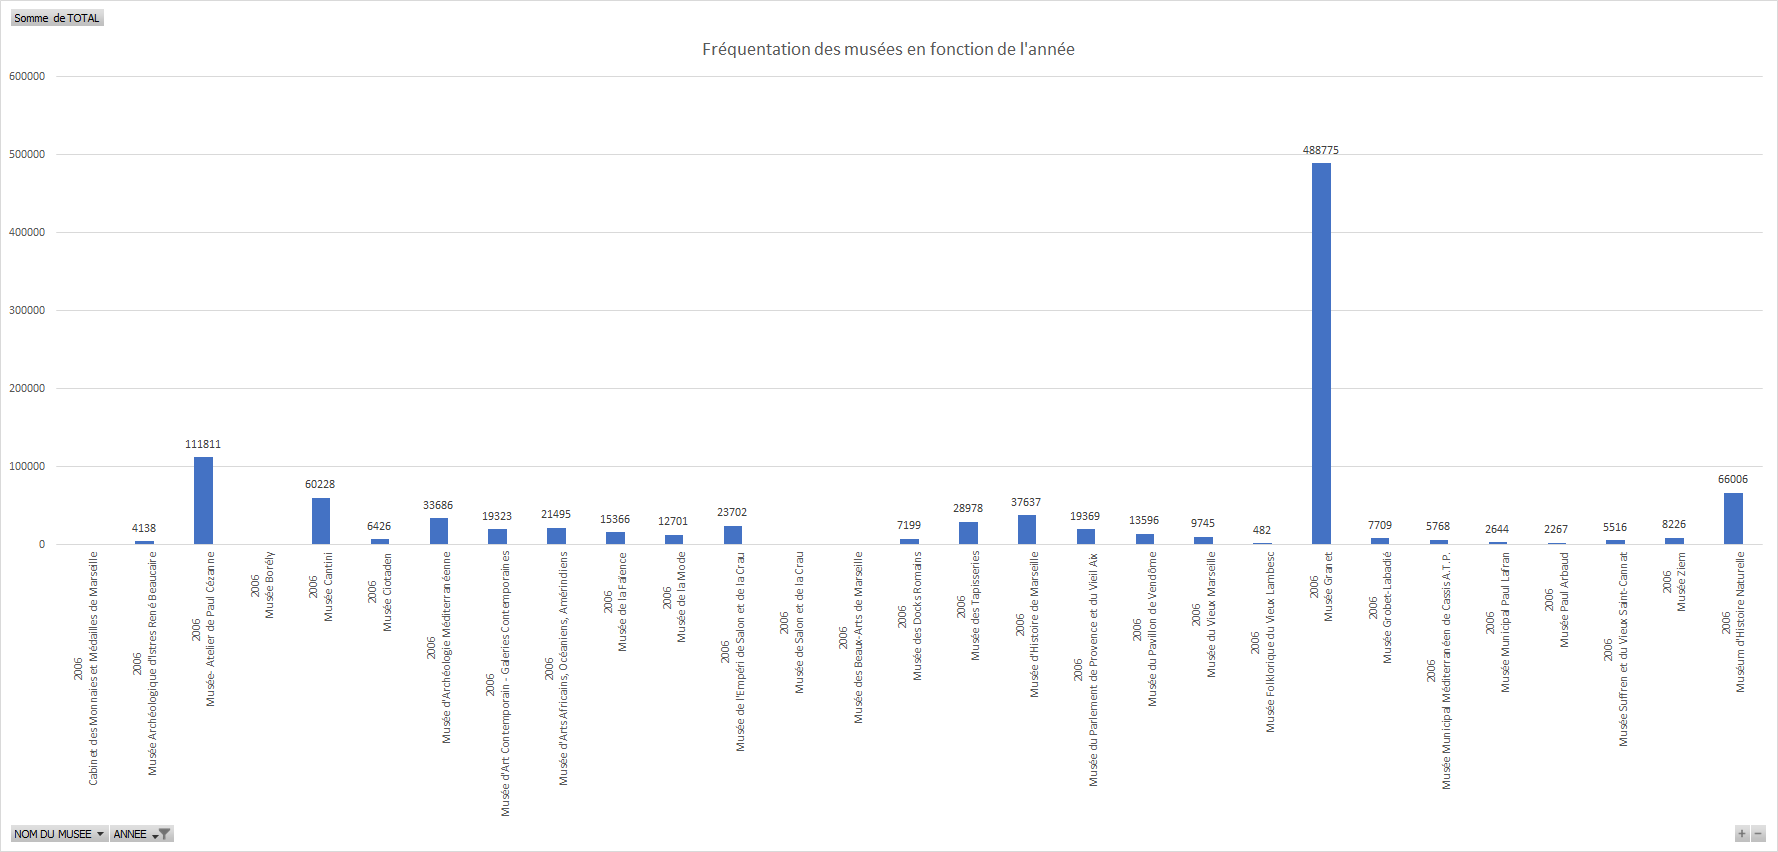 Somme de TOTAL
Fréquentation des musées en fonction de l'année
600000
500000
400000
300000
200000
100000
0
4138
111811
60228
6426
33686
19323
21495
15366
12701
23702
7199
28978
37637
19369
13596
9745
482
488775
7709
5768
2644
2267
5516
8226
66006
2006
Cabinet des Monnaies et Médailles de Marseille
2006
Musée Archéologique d'Istres René Beaucaire
2006
Musée- Atelier de Paul Cézanne
2006
Musée Borély
2006
Musée Cantini
2006
Musée Ciotaden
2006
Musée d'Archéologie Méditerranéenne
2006
Musée d'Art Contemporain - Galeries Contemporaines
2006
Musée d'Arts Africains, Océaniens, Amérindiens
2006
Musée de la Faïence
2006
Musée de la Mode
2006
Musée de l'Empéri de Salon et de la Crau
2006
Musée de Salon et de la Crau
2006
Musée des Beaux-Arts de Marseille
2006
Musée des Docks Romains
2006
Musée des Tapisseries
2006
Musée d'Histoire de Marseille
2006
Musée du Parlement de Provence et du Vieil Aix
2006
Musée du Pavillon de Vendôme
2006
Musée du Vieux Marseille
2006
Musée Folklorique du Vieux Lambesc
2006
Musée Granet
2006
Musée Grobet-Labadié
2006
Musée Municipal Méditerranéen de Cassis A.T.P.
2006
Musée Municipal Paul Lafran
2006
Musée Paul Arbaud
2006
Musée Suffren et du Vieux Saint-Cannat
2006
Musée Ziem
2006
Muséum d'Histoire Naturelle
NOM DU MUSEE
ANNEE
+ −